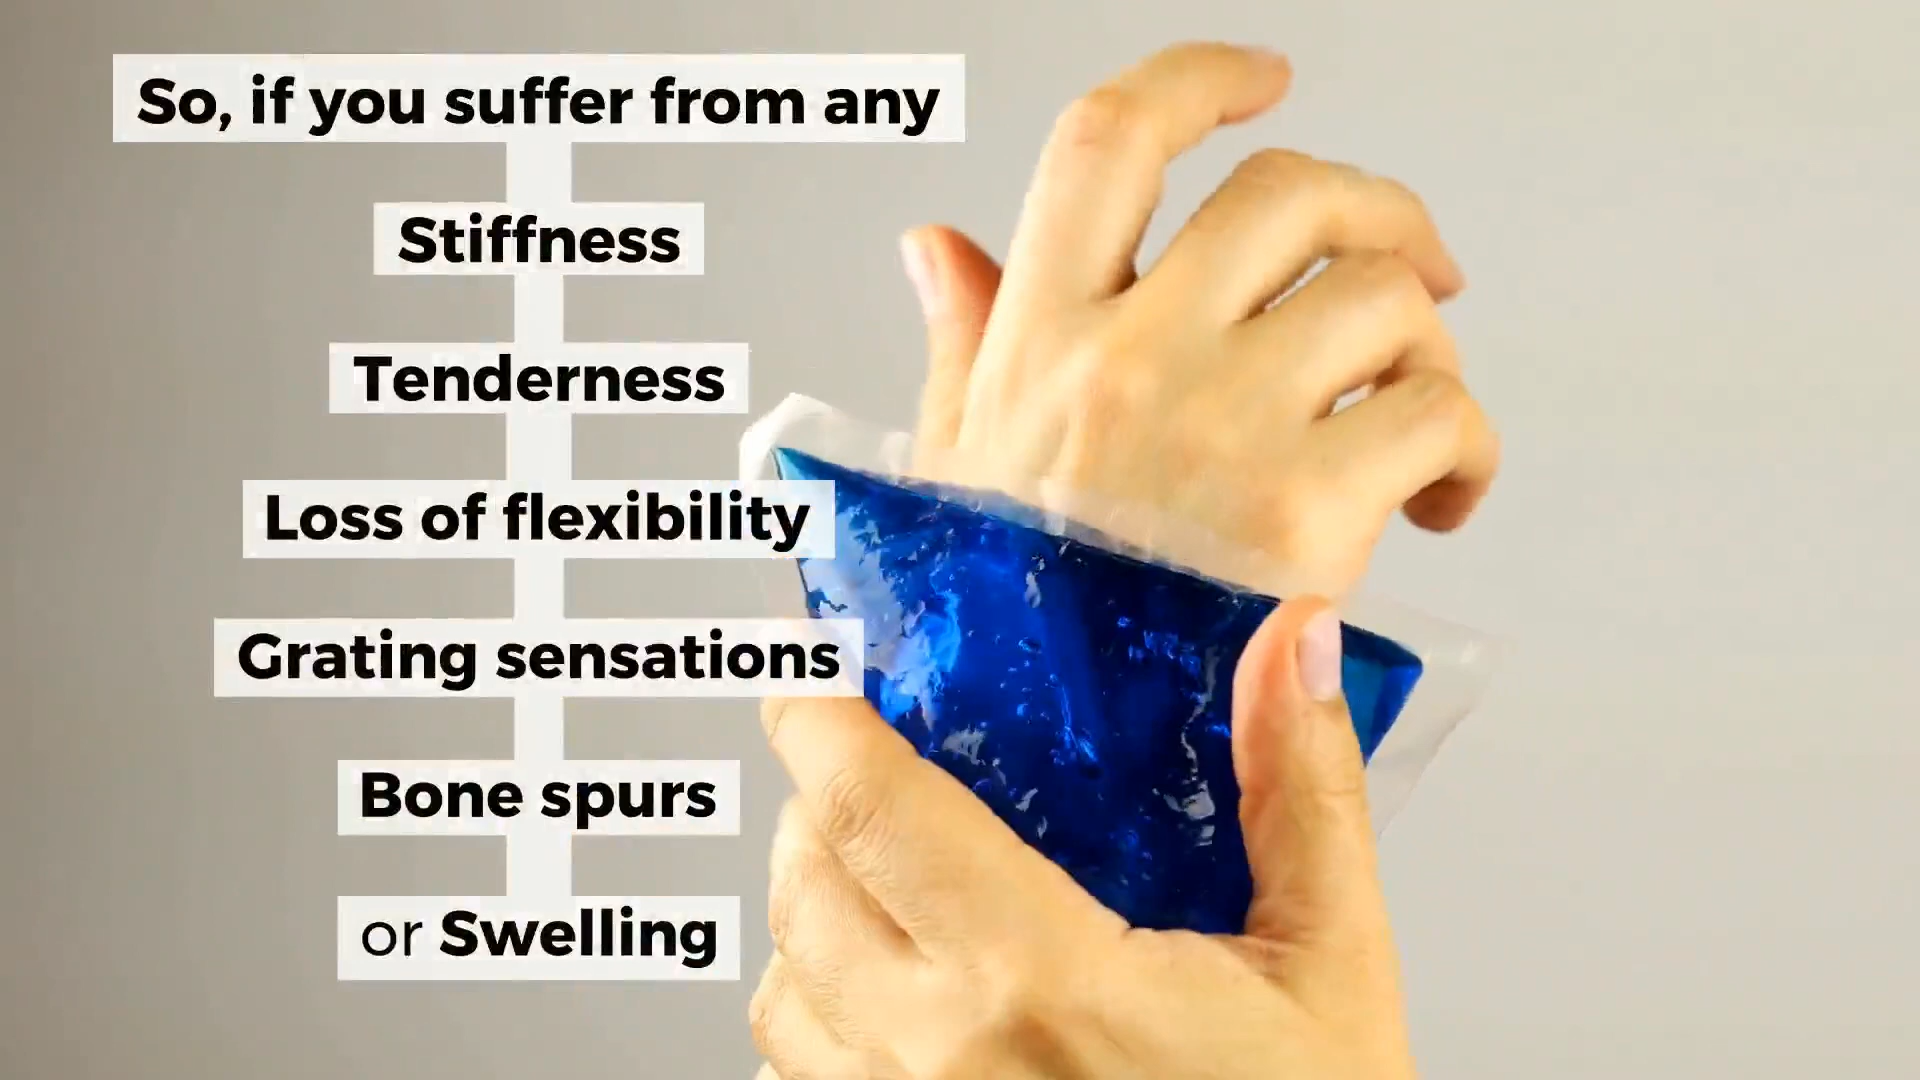 So, if you suffer from any
Stiffness
Tenderness
Loss of flexibility
Grating sensations
Bone spurs
or Swelling